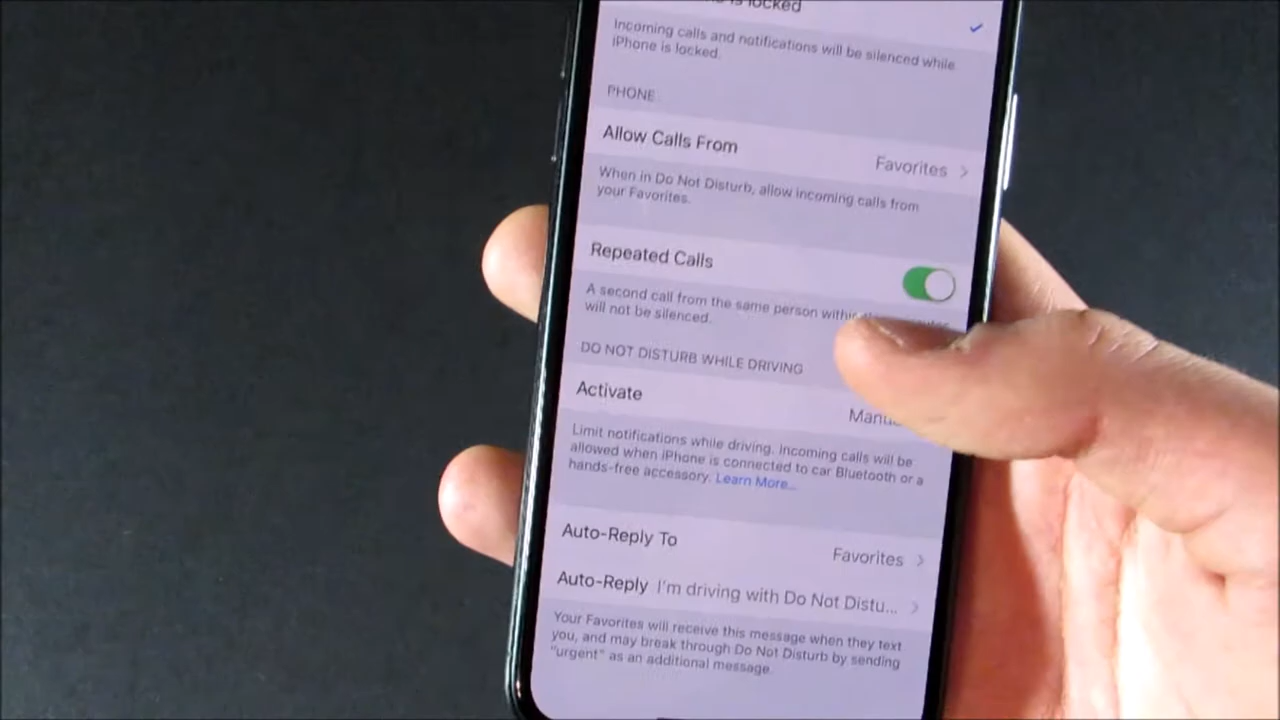 is locked
Incoming calls and notifications will be silenced while
iPhone is locked.
PHONE
Allow Calls From Favorites
When in Do Not Disturb, allow incoming calls from
your Favorites.
Repeated Calls
A second call from the same person within
will not be silenced.
DO NOT DISTURB WHILE DRIVING
Activate
Limit notifications while driving. Incoming calls will be
allowed when iPhone is connected to car Bluetooth or a
hands-free accessory. Learn More...
Auto-Reply To Favorites
Auto-Reply I'm driving with Do Not Distu...
Your Favorites will receive this message when they text
you, and may break through Do Not Disturb by sending
"urgent" as an additional message.